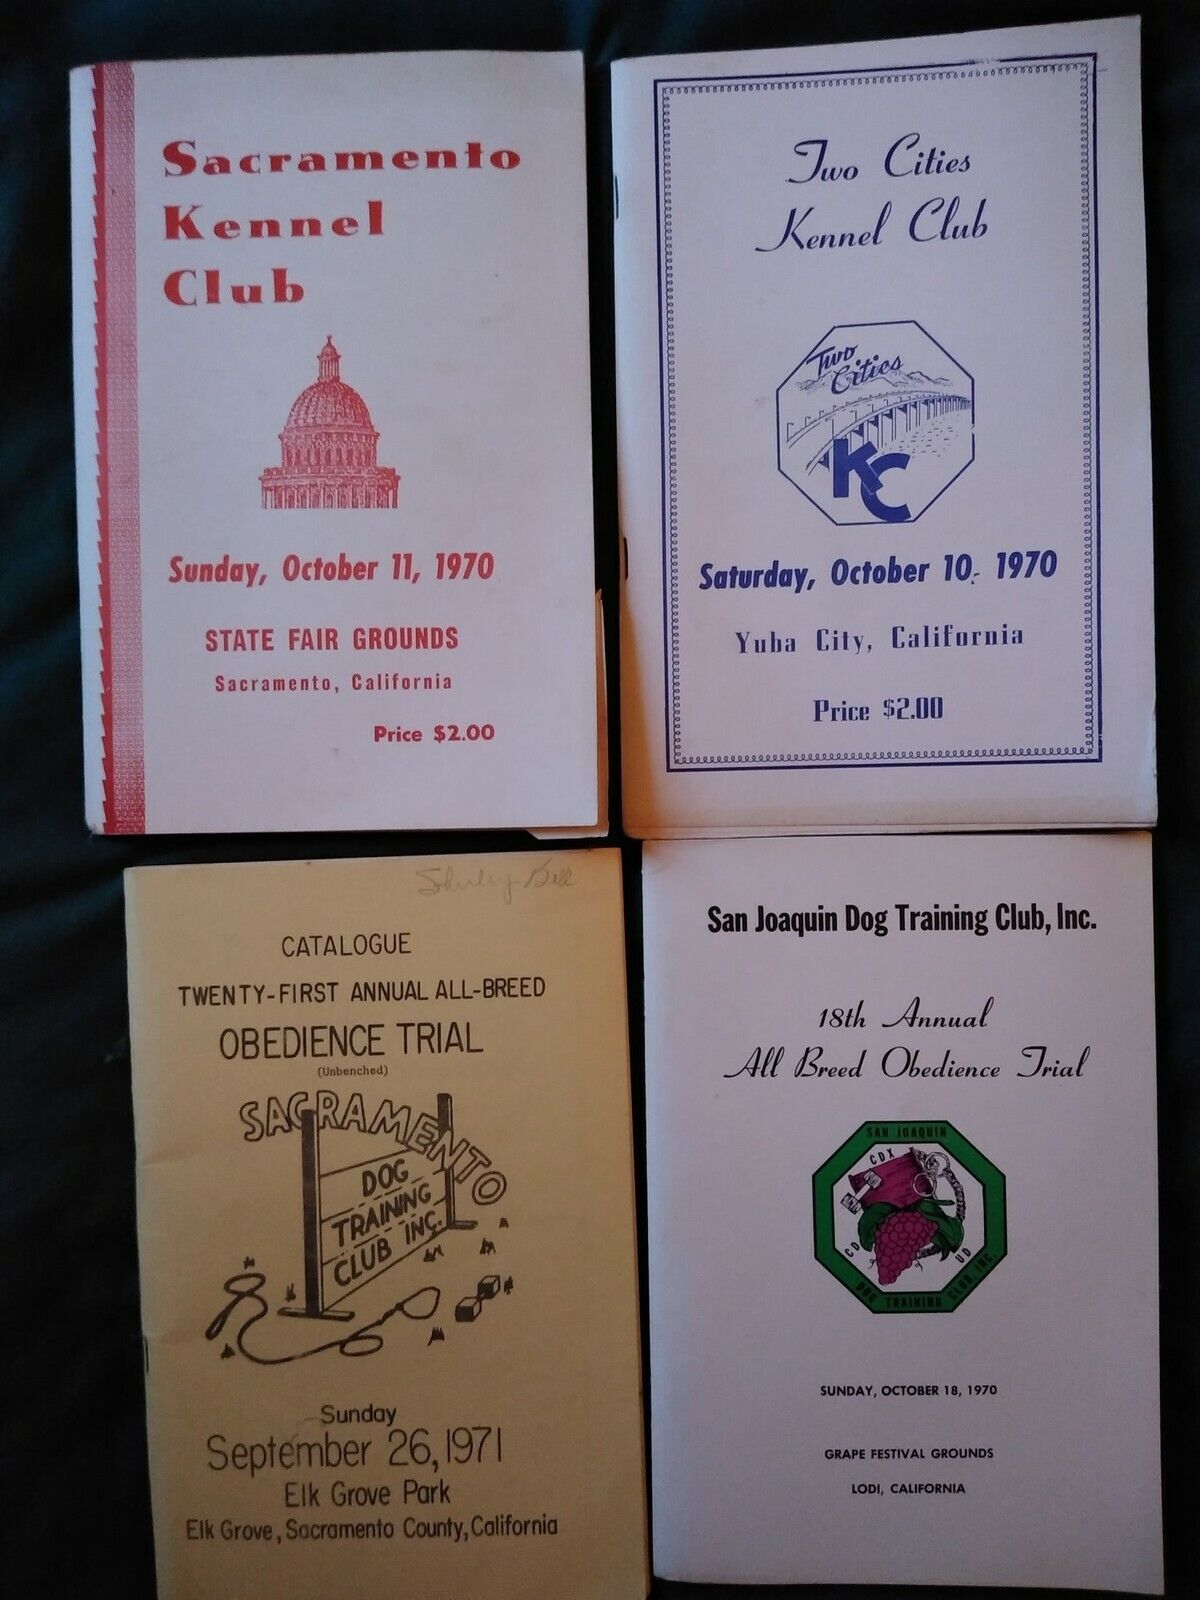 Sacramento
Kennel
Club
Sunday, October 11, 1970
STATE FAIR GROUNDS
Sacramento, California
Price $2.00
Two Cities
Kennel Club
Two
Cities
KC
Saturday, October 10, 1970
Yuba City, California
Price $2.00
Shirley Bell
CATALOGUE
TWENTY-FIRST ANNUAL ALL-BREED
OBEDIENCE TRIAL
(Unbenched)
SACRAMENTO
DOG
TRAINING
CLUB INC.
Sunday
September 26, 1971
Elk Grove Park
Elk Grove, Sacramento County, California
San Joaquin Dog Training Club, Inc.
18th Annual
All Breed Obedience Trial
SAN JOAQUIN
CDX
CD
UD
DOG TRAINING CLUB, INC.
SUNDAY, OCTOBER 18, 1970
GRAPE FESTIVAL GROUNDS
LODI, CALIFORNIA